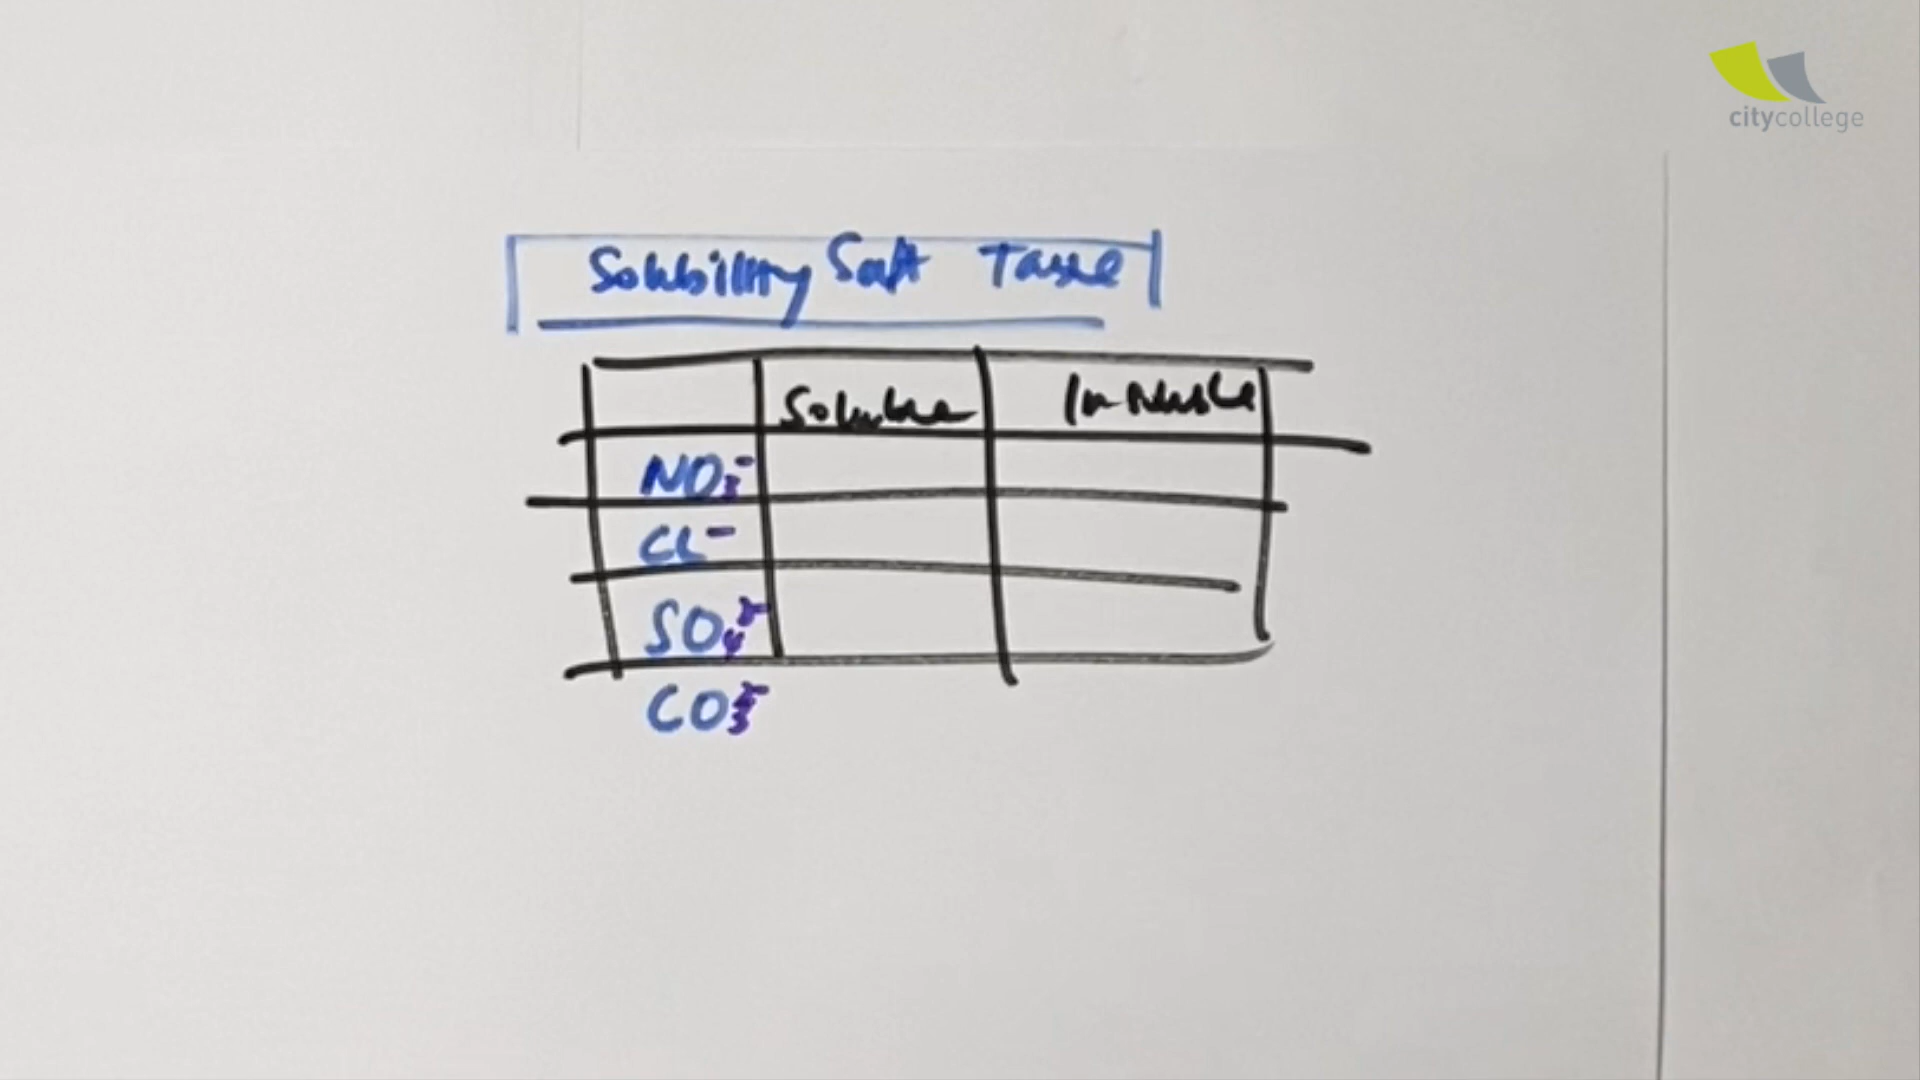 citycollege
Solubility Salt Table
Soluble Insoluble
NO₃⁻
Cl⁻
SO₄²⁻
CO₃²⁻